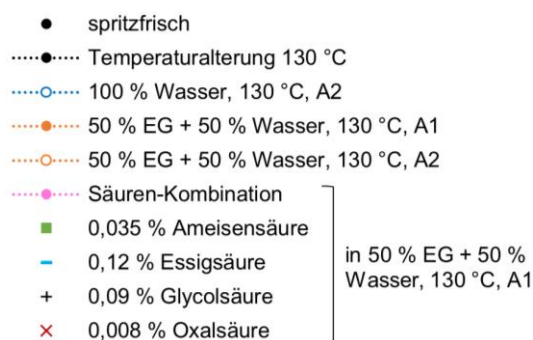 spritzfrisch
Temperaturalterung 130 °C
100 % Wasser, 130 °C, A2
50 % EG + 50 % Wasser, 130 °C, A1
50 % EG + 50 % Wasser, 130 °C, A2
Säuren-Kombination
0,035 % Ameisensäure
0,12 % Essigsäure
0,09 % Glycolsäure
0,008 % Oxalsäure
in 50 % EG + 50 %
Wasser, 130 °C, A1